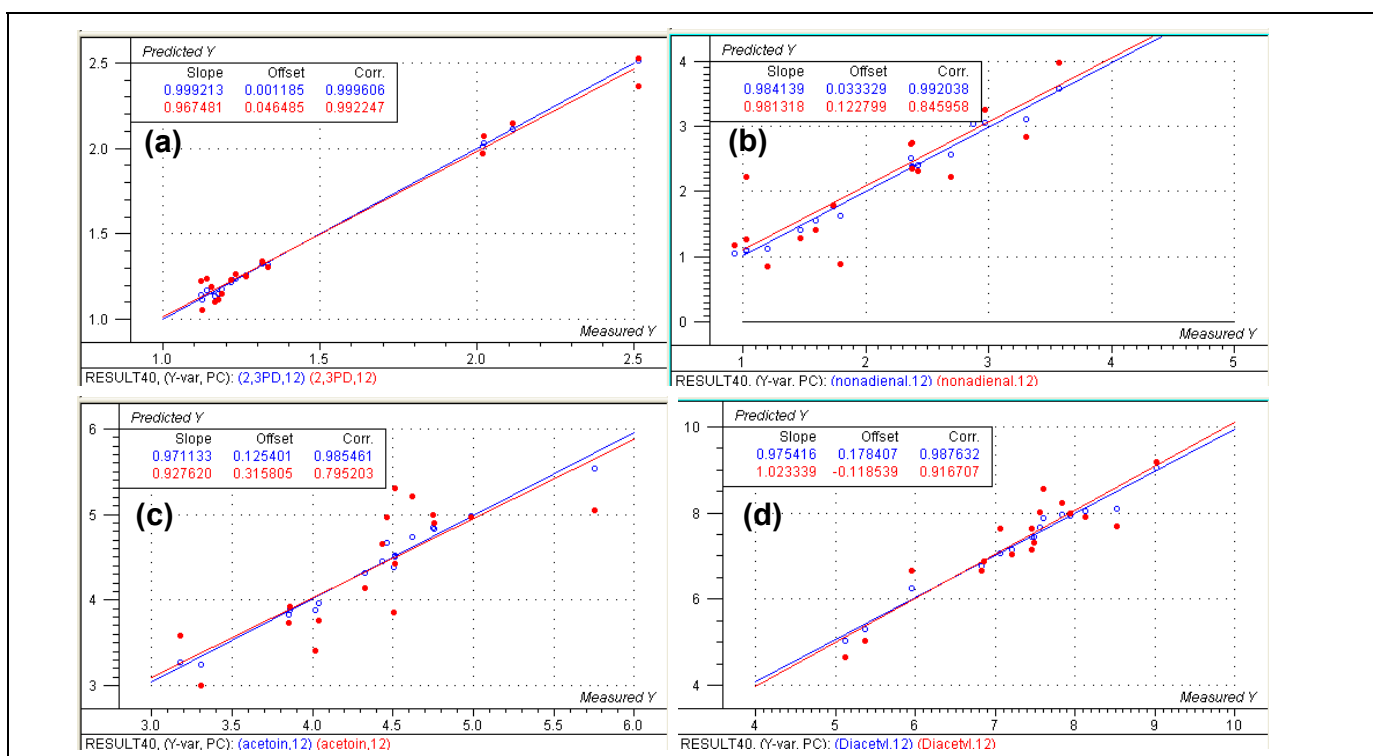 Predicted Y
Slope Offset Corr.
0.999213 0.001185 0.999606
0.967481 0.046485 0.992247
(a)
2.5
2.0
1.5
1.0
Measured Y
1.0 1.5 2.0 2.5
RESULT40, (Y-var, PC): (2,3PD,12) (2,3PD,12)
Predicted Y
Slope Offset Corr.
0.984139 0.033329 0.992038
0.981318 0.122799 0.845958
(b)
4
3
2
1
0
Measured Y
1 2 3 4 5
RESULT40, (Y-var, PC): (nonadienal,12) (nonadienal,12)
Predicted Y
Slope Offset Corr.
0.971133 0.125401 0.985461
0.927620 0.315805 0.795203
(c)
6
5
4
3
Measured Y
3.0 3.5 4.0 4.5 5.0 5.5 6.0
RESULT40, (Y-var, PC): (acetoin,12) (acetoin,12)
Predicted Y
Slope Offset Corr.
0.975416 0.178407 0.987632
1.023339 -0.118539 0.916707
(d)
10
8
6
4
Measured Y
4 5 6 7 8 9 10
RESULT40, (Y-var, PC): (Diacetyl,12) (Diacetyl,12)